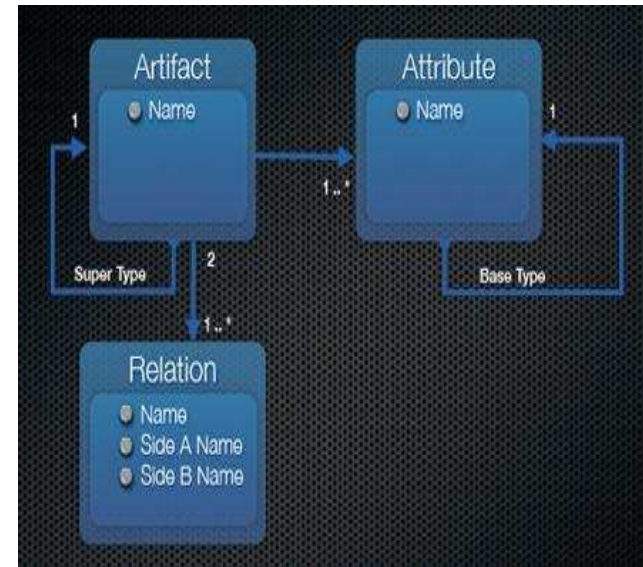 Artifact
Name
Attribute
Name
1
1
1..*
Super Type
2
Base Type
1..*
Relation
Name
Side A Name
Side B Name